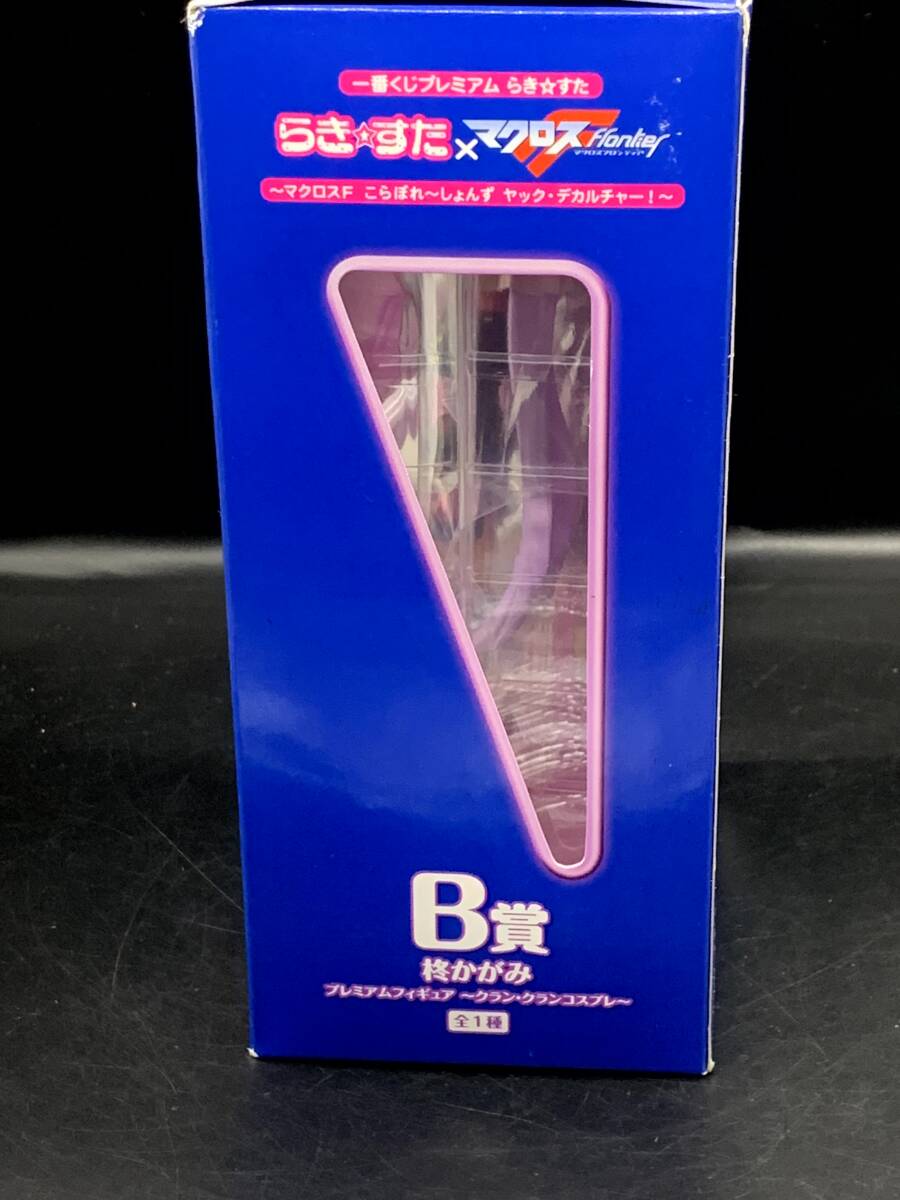 一番くじプレミアム らき☆すた
らき☆すた×マクロスFrontier
マクロスフロンティア
～マクロスF こらぼれ～しょんず ヤック・デカルチャー！～
B賞
柊かがみ
プレミアムフィギュア ～クラン・クランコスプレ～
全1種